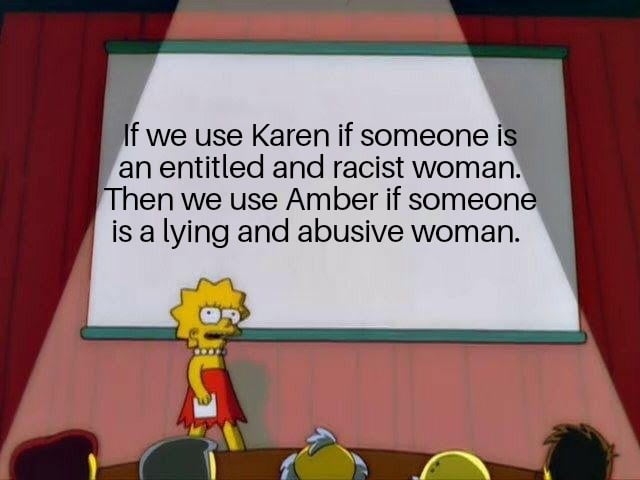 If we use Karen if someone is
an entitled and racist woman.
Then we use Amber if someone
is a lying and abusive woman.